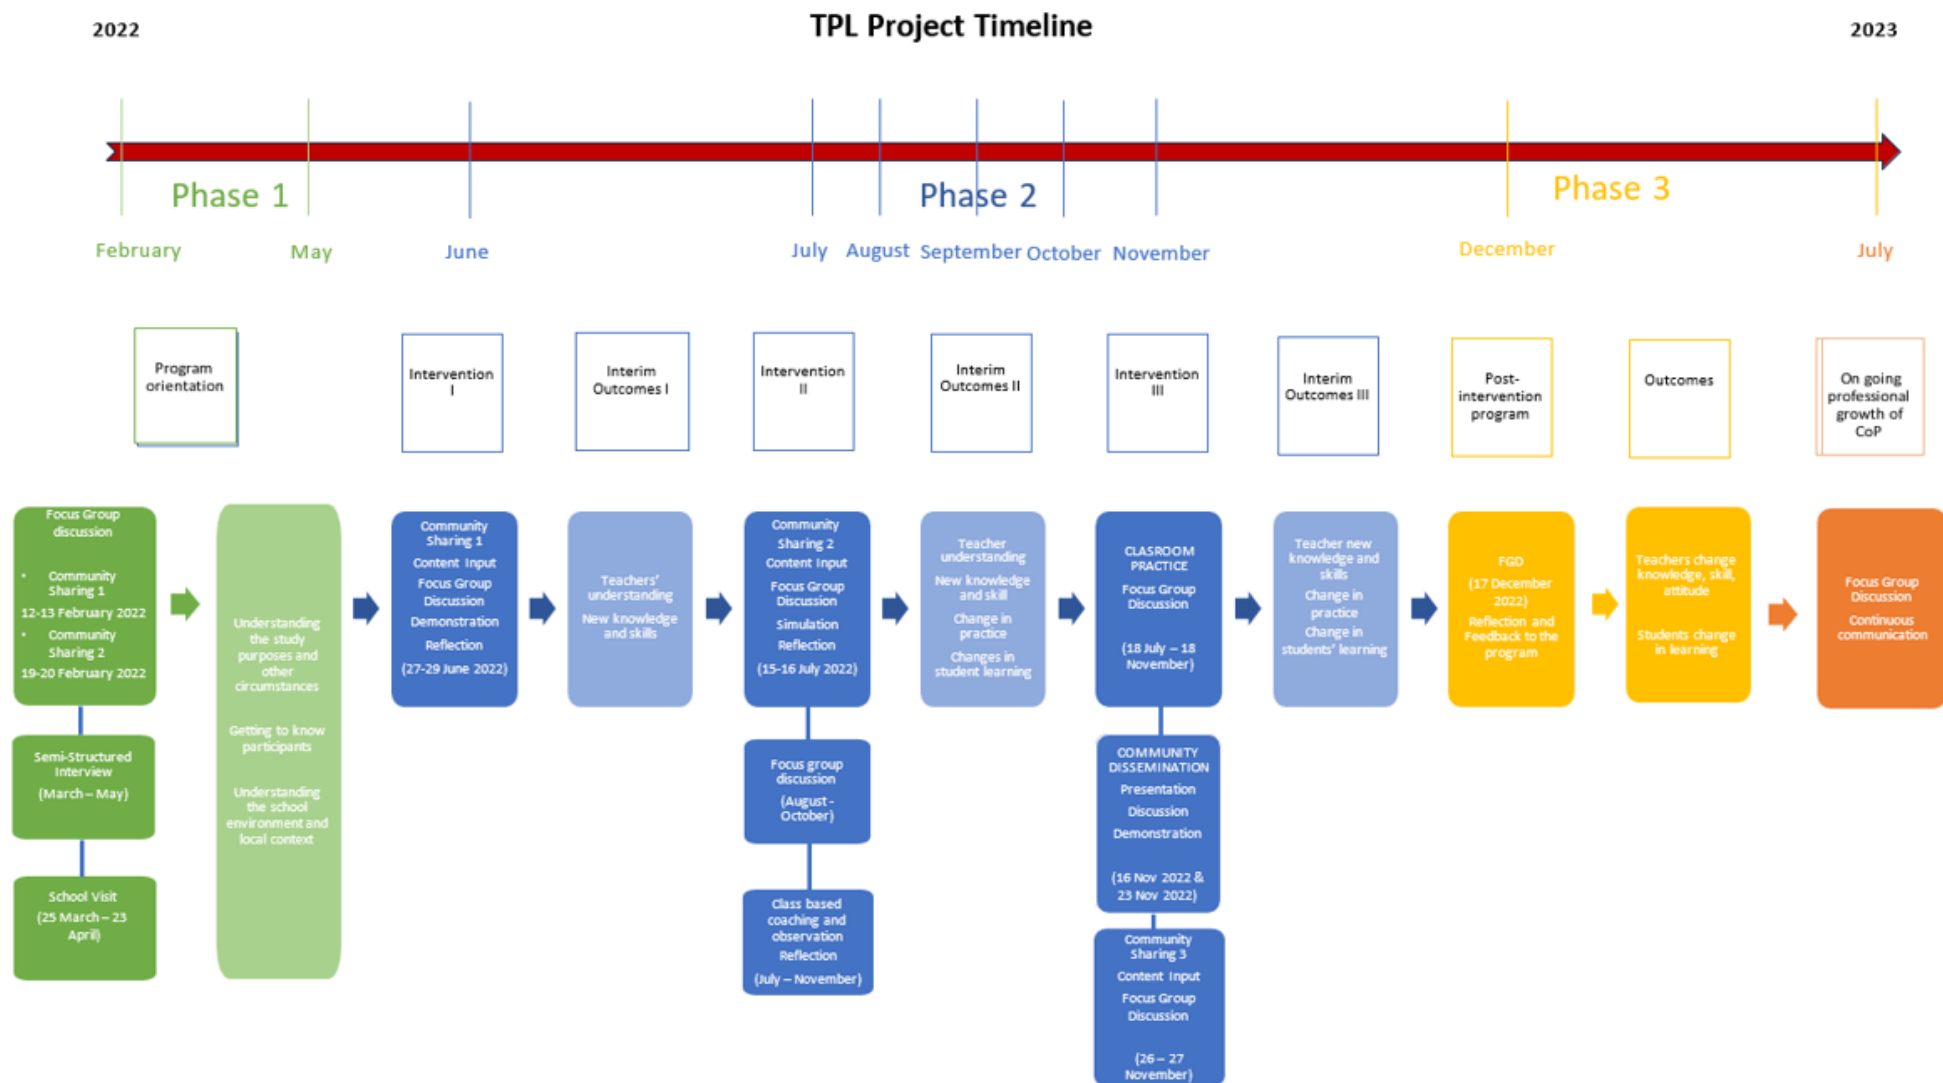 TPL Project Timeline
2022
2023
Phase 1
Phase 2
Phase 3
February
May
June
July
August
September
October
November
December
July
Program
orientation
Intervention
I
Interim
Outcomes I
Intervention
II
Interim
Outcomes II
Intervention
III
Interim
Outcomes III
Post-
intervention
program
Outcomes
On going
professional
growth of
CoP
Focus Group
discussion
• Community
Sharing 1
12-13 February 2022
• Community
Sharing 2
19-20 February 2022
Semi-Structured
Interview
(March – May)
School Visit
(25 March – 23
April)
Understanding
the study
purposes and
other
circumstances
Getting to know
participants
Understanding
the school
environment and
local context
Community
Sharing 1
Content Input
Focus Group
Discussion
Demonstration
Reflection
(27-29 June 2022)
Teachers'
understanding
New knowledge
and skills
Community
Sharing 2
Content Input
Focus Group
Discussion
Simulation
Reflection
(15-16 July 2022)
Focus group
discussion
(August -
October)
Class based
coaching and
observation
Reflection
(July – November)
Teacher
understanding
New knowledge
and skill
Change in
practice
Changes in
student learning
CLASROOM
PRACTICE
Focus Group
Discussion
(18 July – 18
November)
COMMUNITY
DISSEMINATION
Presentation
Discussion
Demonstration
(16 Nov 2022 &
23 Nov 2022)
Community
Sharing 3
Content Input
Focus Group
Discussion
(26 – 27
November)
Teacher new
knowledge and
skills
Change in
practice
Change in
students' learning
FGD
(17 December
2022)
Reflection and
Feedback to the
program
Teachers change
knowledge, skill,
attitude
Students change
in learning
Focus Group
Discussion
Continuous
communication